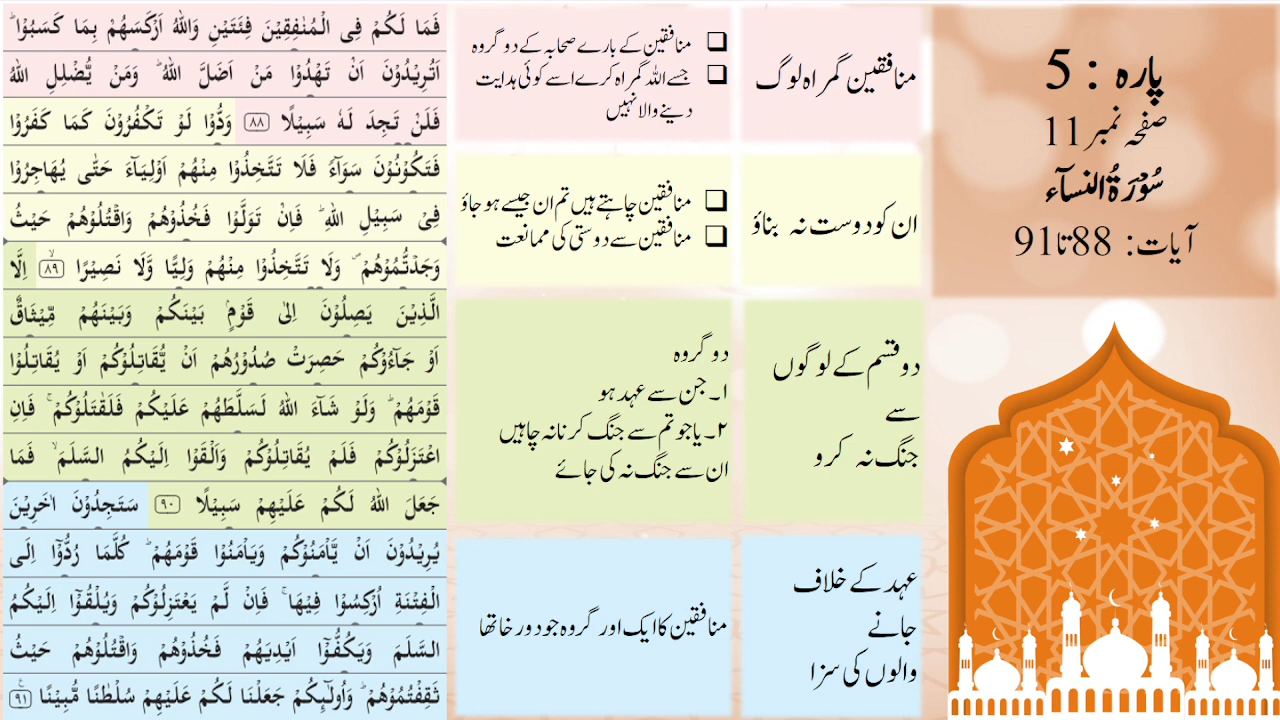 پارہ : 5
صفحہ نمبر 11
سُوْرَۃُ النسآء
آیات: 88 تا 91
منافقین گمراہ لوگ
❑ منافقین کے بارے صحابہ کے دو گروہ
❑ جسے اللہ گمراہ کرے اسے کوئی ہدایت
دینے والا نہیں
ان کو دوست نہ بناؤ
❑ منافقین چاہتے ہیں تم ان جیسے ہو جاؤ
❑ منافقین سے دوستی کی ممانعت
دو قسم کے لوگوں
سے
جنگ نہ کرو
دو گروہ
۱۔ جن سے عہد ہو
۲۔ یا جو تم سے جنگ کرنا نہ چاہیں
ان سے جنگ نہ کی جائے
عہد کے خلاف
جانے
والوں کی سزا
منافقین کا ایک اور گروہ جو دور خا تھا
فَمَا لَكُمْ فِی الْمُنٰفِقِیْنَ فِئَتَیْنِ وَاللّٰهُ اَرْكَسَهُمْ بِمَا كَسَبُوْا ؕ
اَتُرِیْدُوْنَ اَنْ تَهْدُوْا مَنْ اَضَلَّ اللّٰهُ ؕ وَمَنْ یُّضْلِلِ اللّٰهُ
فَلَنْ تَجِدَ لَهٗ سَبِیْلًا ﴿۸۸﴾ وَدُّوْا لَوْ تَكْفُرُوْنَ كَمَا كَفَرُوْا
فَتَكُوْنُوْنَ سَوَآءً فَلَا تَتَّخِذُوْا مِنْهُمْ اَوْلِیَآءَ حَتّٰی یُهَاجِرُوْا
فِیْ سَبِیْلِ اللّٰهِ ؕ فَاِنْ تَوَلَّوْا فَخُذُوْهُمْ وَاقْتُلُوْهُمْ حَیْثُ
وَجَدْتُّمُوْهُمْ ۪ وَلَا تَتَّخِذُوْا مِنْهُمْ وَلِیًّا وَّلَا نَصِیْرًا ﴿۸۹﴾ۙ اِلَّا
الَّذِیْنَ یَصِلُوْنَ اِلٰی قَوْمٍۭ بَیْنَكُمْ وَبَیْنَهُمْ مِّیْثَاقٌ
اَوْ جَآءُوْكُمْ حَصِرَتْ صُدُوْرُهُمْ اَنْ یُّقَاتِلُوْكُمْ اَوْ یُقَاتِلُوْا
قَوْمَهُمْ ؕ وَلَوْ شَآءَ اللّٰهُ لَسَلَّطَهُمْ عَلَیْكُمْ فَلَقٰتَلُوْكُمْ ۚ فَاِنِ
اعْتَزَلُوْكُمْ فَلَمْ یُقَاتِلُوْكُمْ وَاَلْقَوْا اِلَیْكُمُ السَّلَمَ ۙ فَمَا
جَعَلَ اللّٰهُ لَكُمْ عَلَیْهِمْ سَبِیْلًا ﴿۹۰﴾ سَتَجِدُوْنَ اٰخَرِیْنَ
یُرِیْدُوْنَ اَنْ یَّاْمَنُوْكُمْ وَیَاْمَنُوْا قَوْمَهُمْ ؕ كُلَّمَا رُدُّوْۤا اِلَی
الْفِتْنَةِ اُرْكِسُوْا فِیْهَا ۚ فَاِنْ لَّمْ یَعْتَزِلُوْكُمْ وَیُلْقُوْۤا اِلَیْكُمُ
السَّلَمَ وَیَكُفُّوْۤا اَیْدِیَهُمْ فَخُذُوْهُمْ وَاقْتُلُوْهُمْ حَیْثُ
ثَقِفْتُمُوْهُمْ ؕ وَاُولٰٓئِكُمْ جَعَلْنَا لَكُمْ عَلَیْهِمْ سُلْطٰنًا مُّبِیْنًا ﴿۹۱﴾